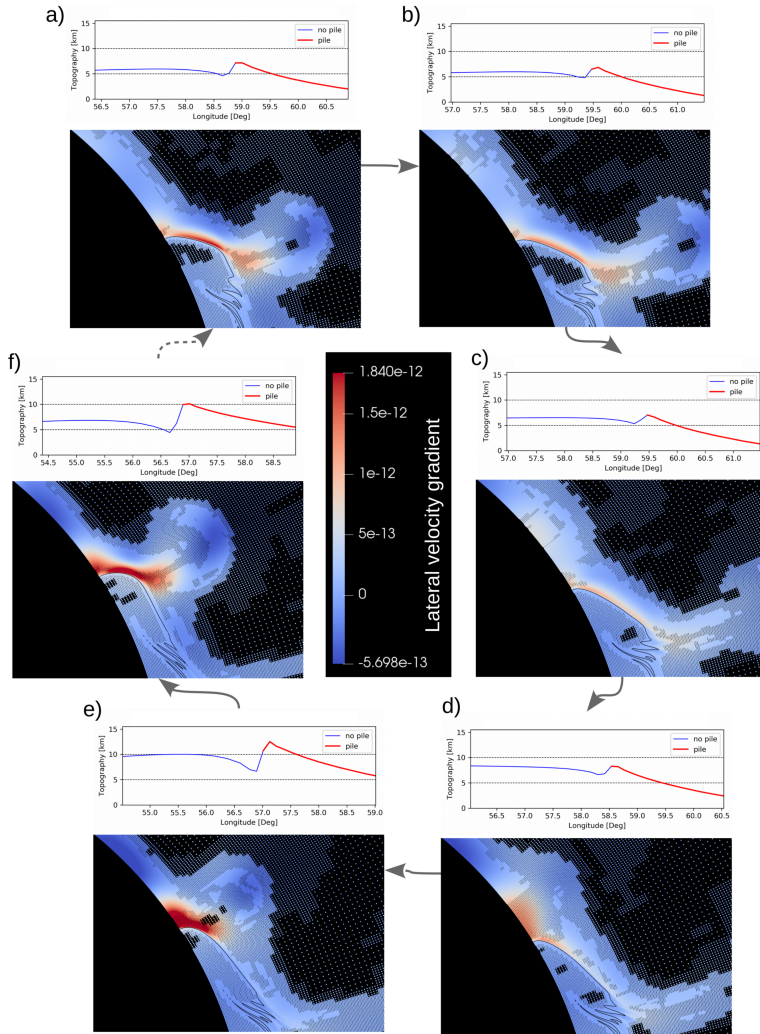 a)
Topography [km]
15
10
5
0
no pile
pile
56.5 57.0 57.5 58.0 58.5 59.0 59.5 60.0 60.5
Longitude [Deg]
b)
Topography [km]
15
10
5
0
no pile
pile
57.0 57.5 58.0 58.5 59.0 59.5 60.0 60.5 61.0
Longitude [Deg]
f)
Topography [km]
15
10
5
0
no pile
pile
54.5 55.0 55.5 56.0 56.5 57.0 57.5 58.0 58.5
Longitude [Deg]
1.840e-12
1.5e-12
1e-12
5e-13
0
-5.698e-13
Lateral velocity gradient
c)
Topography [km]
15
10
5
0
no pile
pile
57.0 57.5 58.0 58.5 59.0 59.5 60.0 60.5 61.0
Longitude [Deg]
e)
Topography [km]
15
10
5
0
no pile
pile
55.0 55.5 56.0 56.5 57.0 57.5 58.0 58.5 59.0
Longitude [Deg]
d)
Topography [km]
15
10
5
0
no pile
pile
56.5 57.0 57.5 58.0 58.5 59.0 59.5 60.0 60.5
Longitude [Deg]